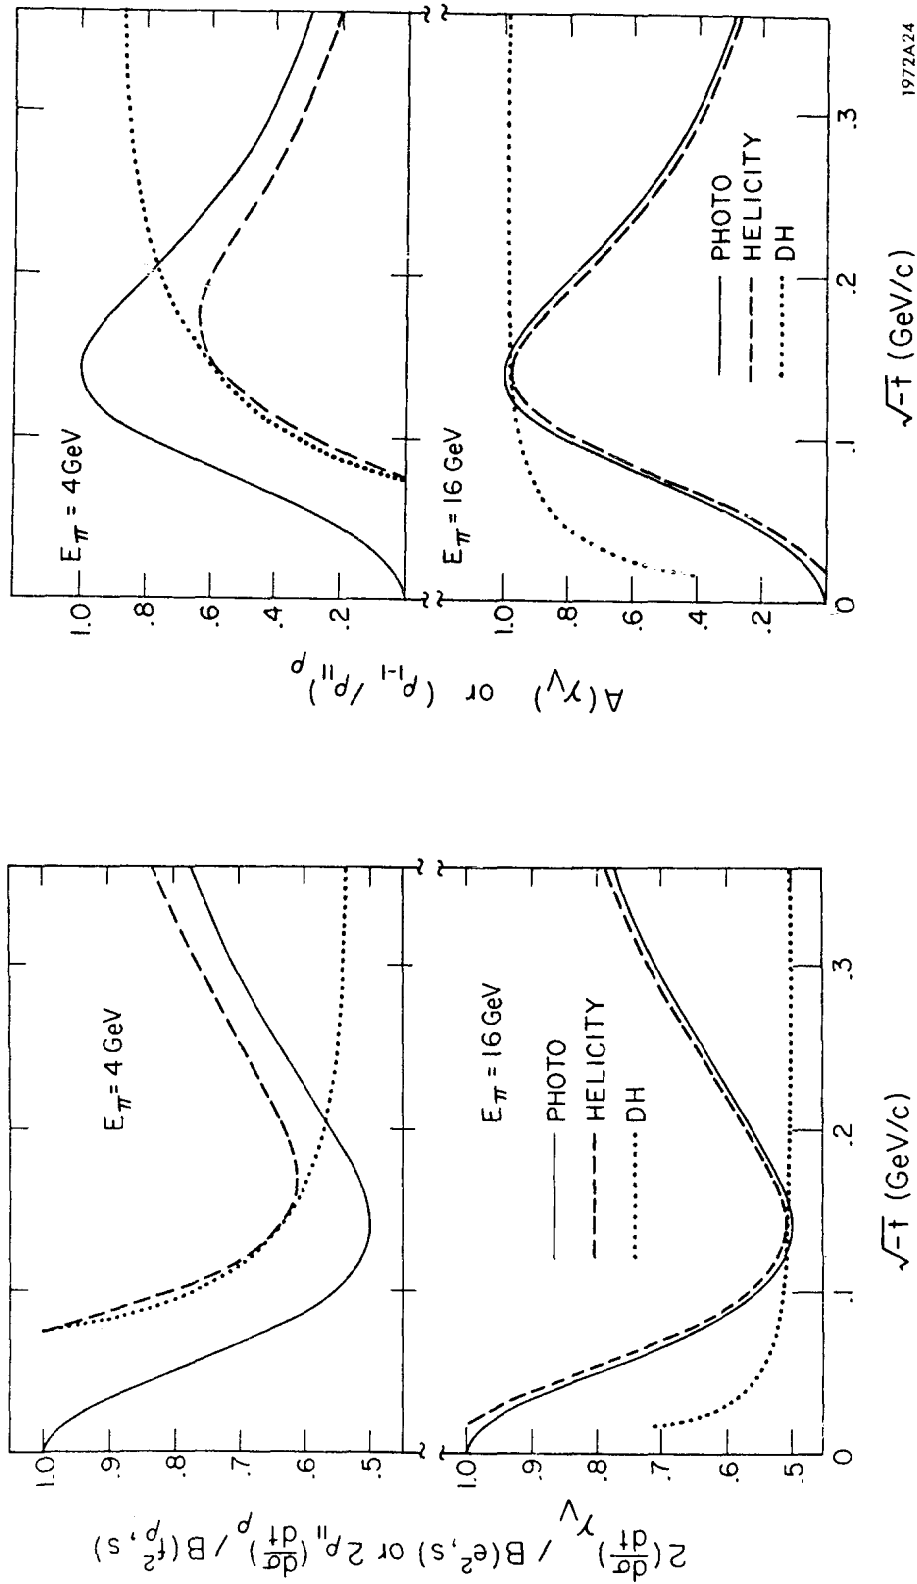 E_π = 4 GeV
1.0
.8
.6
.4
.2
E_π = 16 GeV
1.0
.8
.6
.4
.2
0
.1
.2
.3
PHOTO
HELICITY
DH
√-t (GeV/c)
A(γ_V) or (ρ_1-1 / ρ_11)_ρ
1972A24
E_π = 4 GeV
1.0
.9
.8
.7
.6
.5
E_π = 16 GeV
1.0
.9
.8
.7
.6
.5
0
.1
.2
.3
PHOTO
HELICITY
DH
√-t (GeV/c)
2(dσ/dt)_γ_V / B(e², s) or 2ρ_11(dσ/dt)_ρ / B(f_ρ², s)